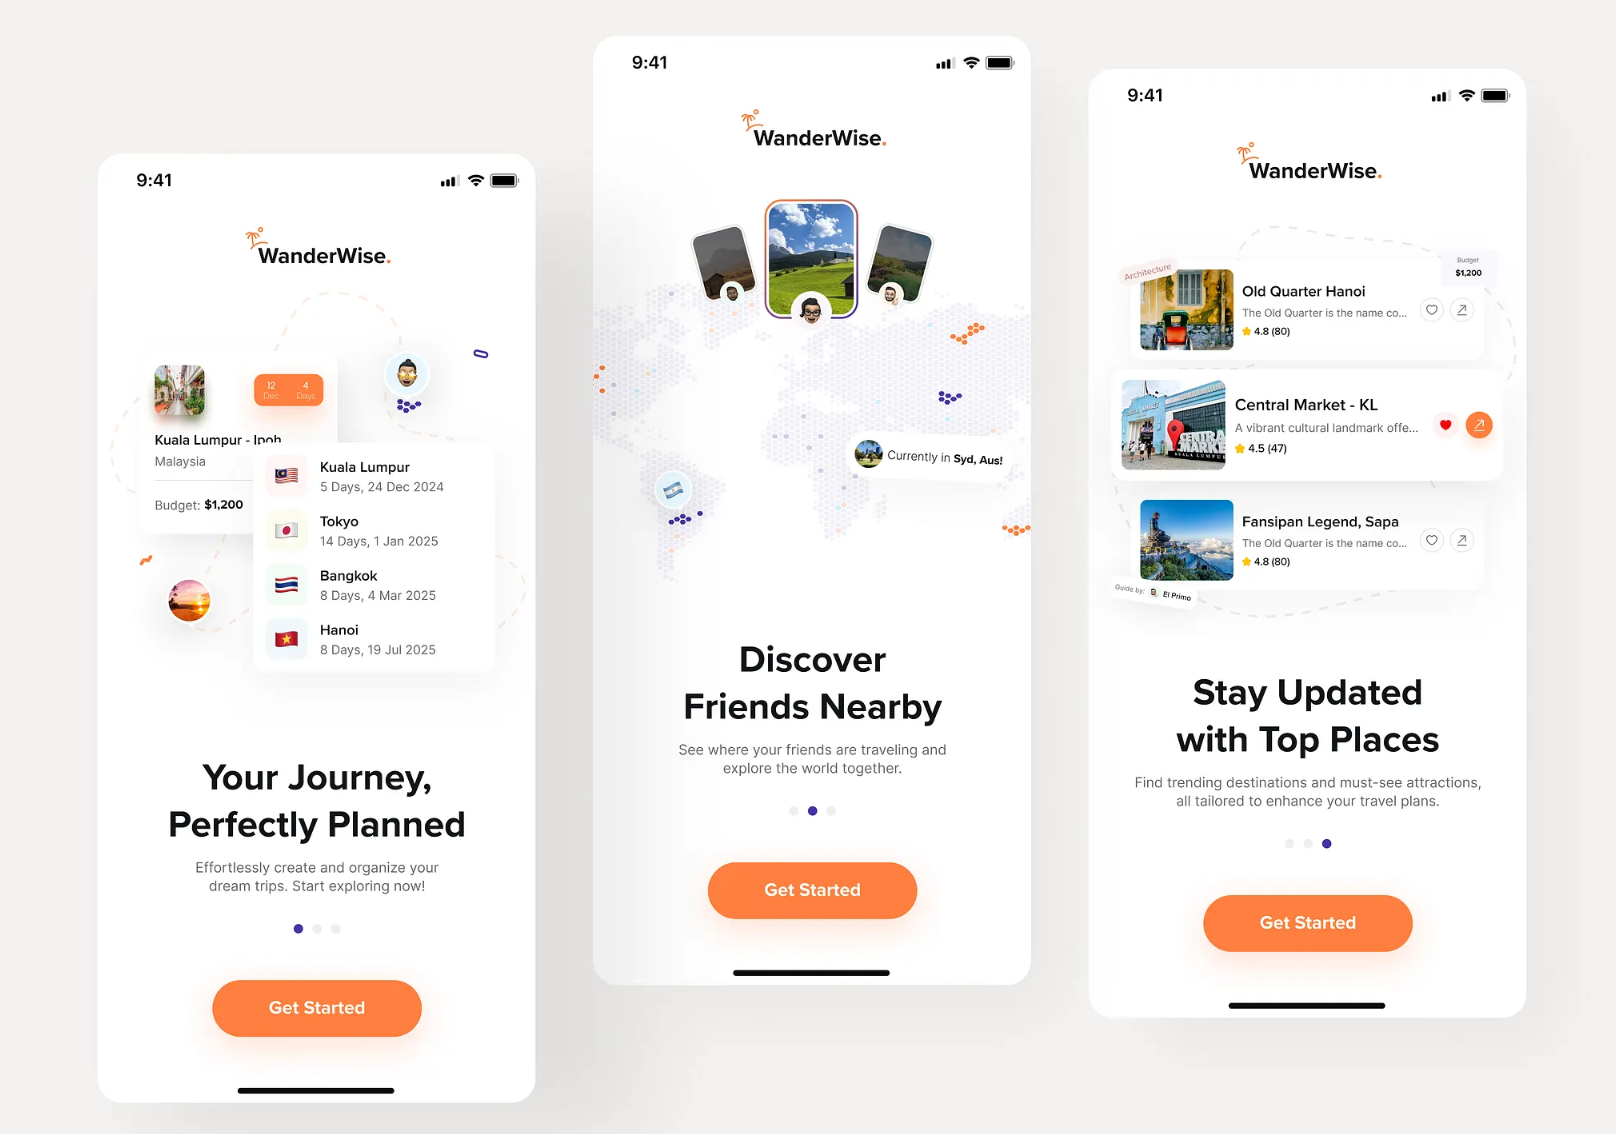 9:41
WanderWise.
12
Dec
4
Days
Kuala Lumpur - Ipoh
Malaysia
Budget: $1,200
Kuala Lumpur
5 Days, 24 Dec 2024
Tokyo
14 Days, 1 Jan 2025
Bangkok
8 Days, 4 Mar 2025
Hanoi
8 Days, 19 Jul 2025
Your Journey,
Perfectly Planned
Effortlessly create and organize your
dream trips. Start exploring now!
Get Started
9:41
WanderWise.
Currently in Syd, Aus!
Discover
Friends Nearby
See where your friends are traveling and
explore the world together.
Get Started
9:41
WanderWise.
Architecture
Budget
$1,200
Old Quarter Hanoi
The Old Quarter is the name co...
4.8 (80)
CENTRAL
MARKE
KUALA LUMPUR
Central Market - KL
A vibrant cultural landmark offe...
4.5 (47)
Fansipan Legend, Sapa
The Old Quarter is the name co...
4.8 (80)
Guide by: El Primo
Stay Updated
with Top Places
Find trending destinations and must-see attractions,
all tailored to enhance your travel plans.
Get Started